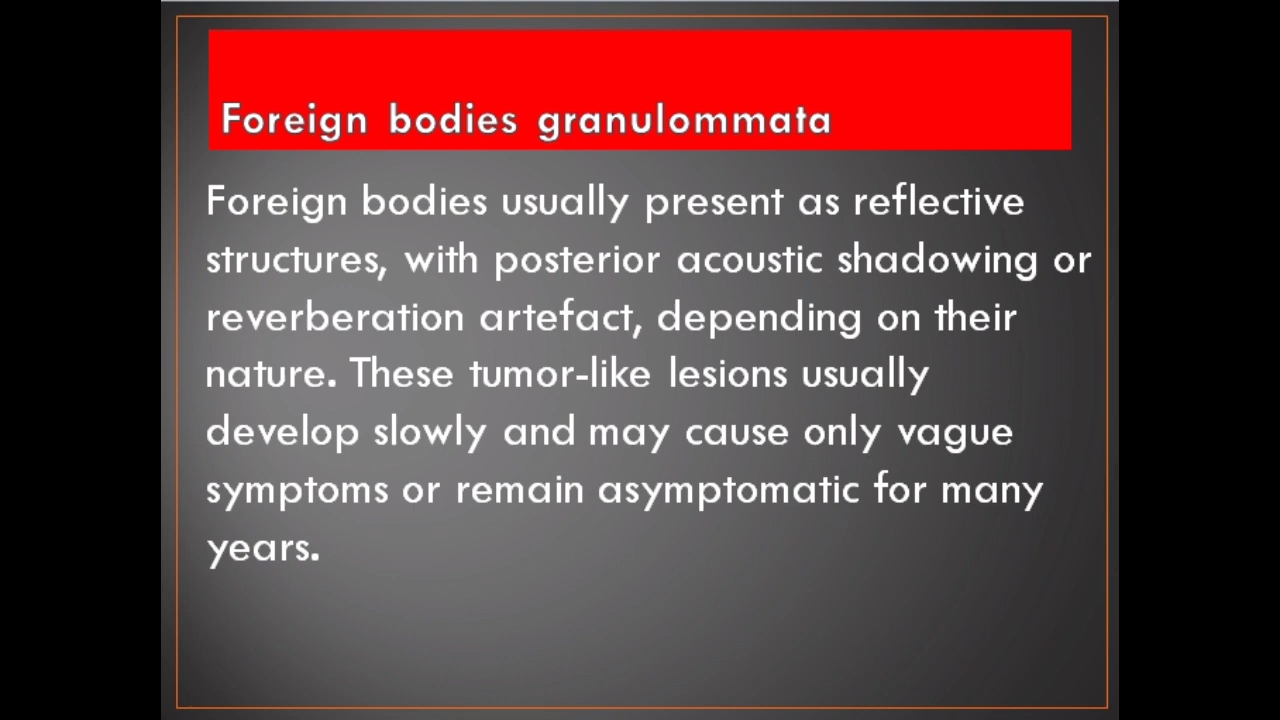 Foreign bodies granulommata
Foreign bodies usually present as reflective
structures, with posterior acoustic shadowing or
reverberation artefact, depending on their
nature. These tumor-like lesions usually
develop slowly and may cause only vague
symptoms or remain asymptomatic for many
years.